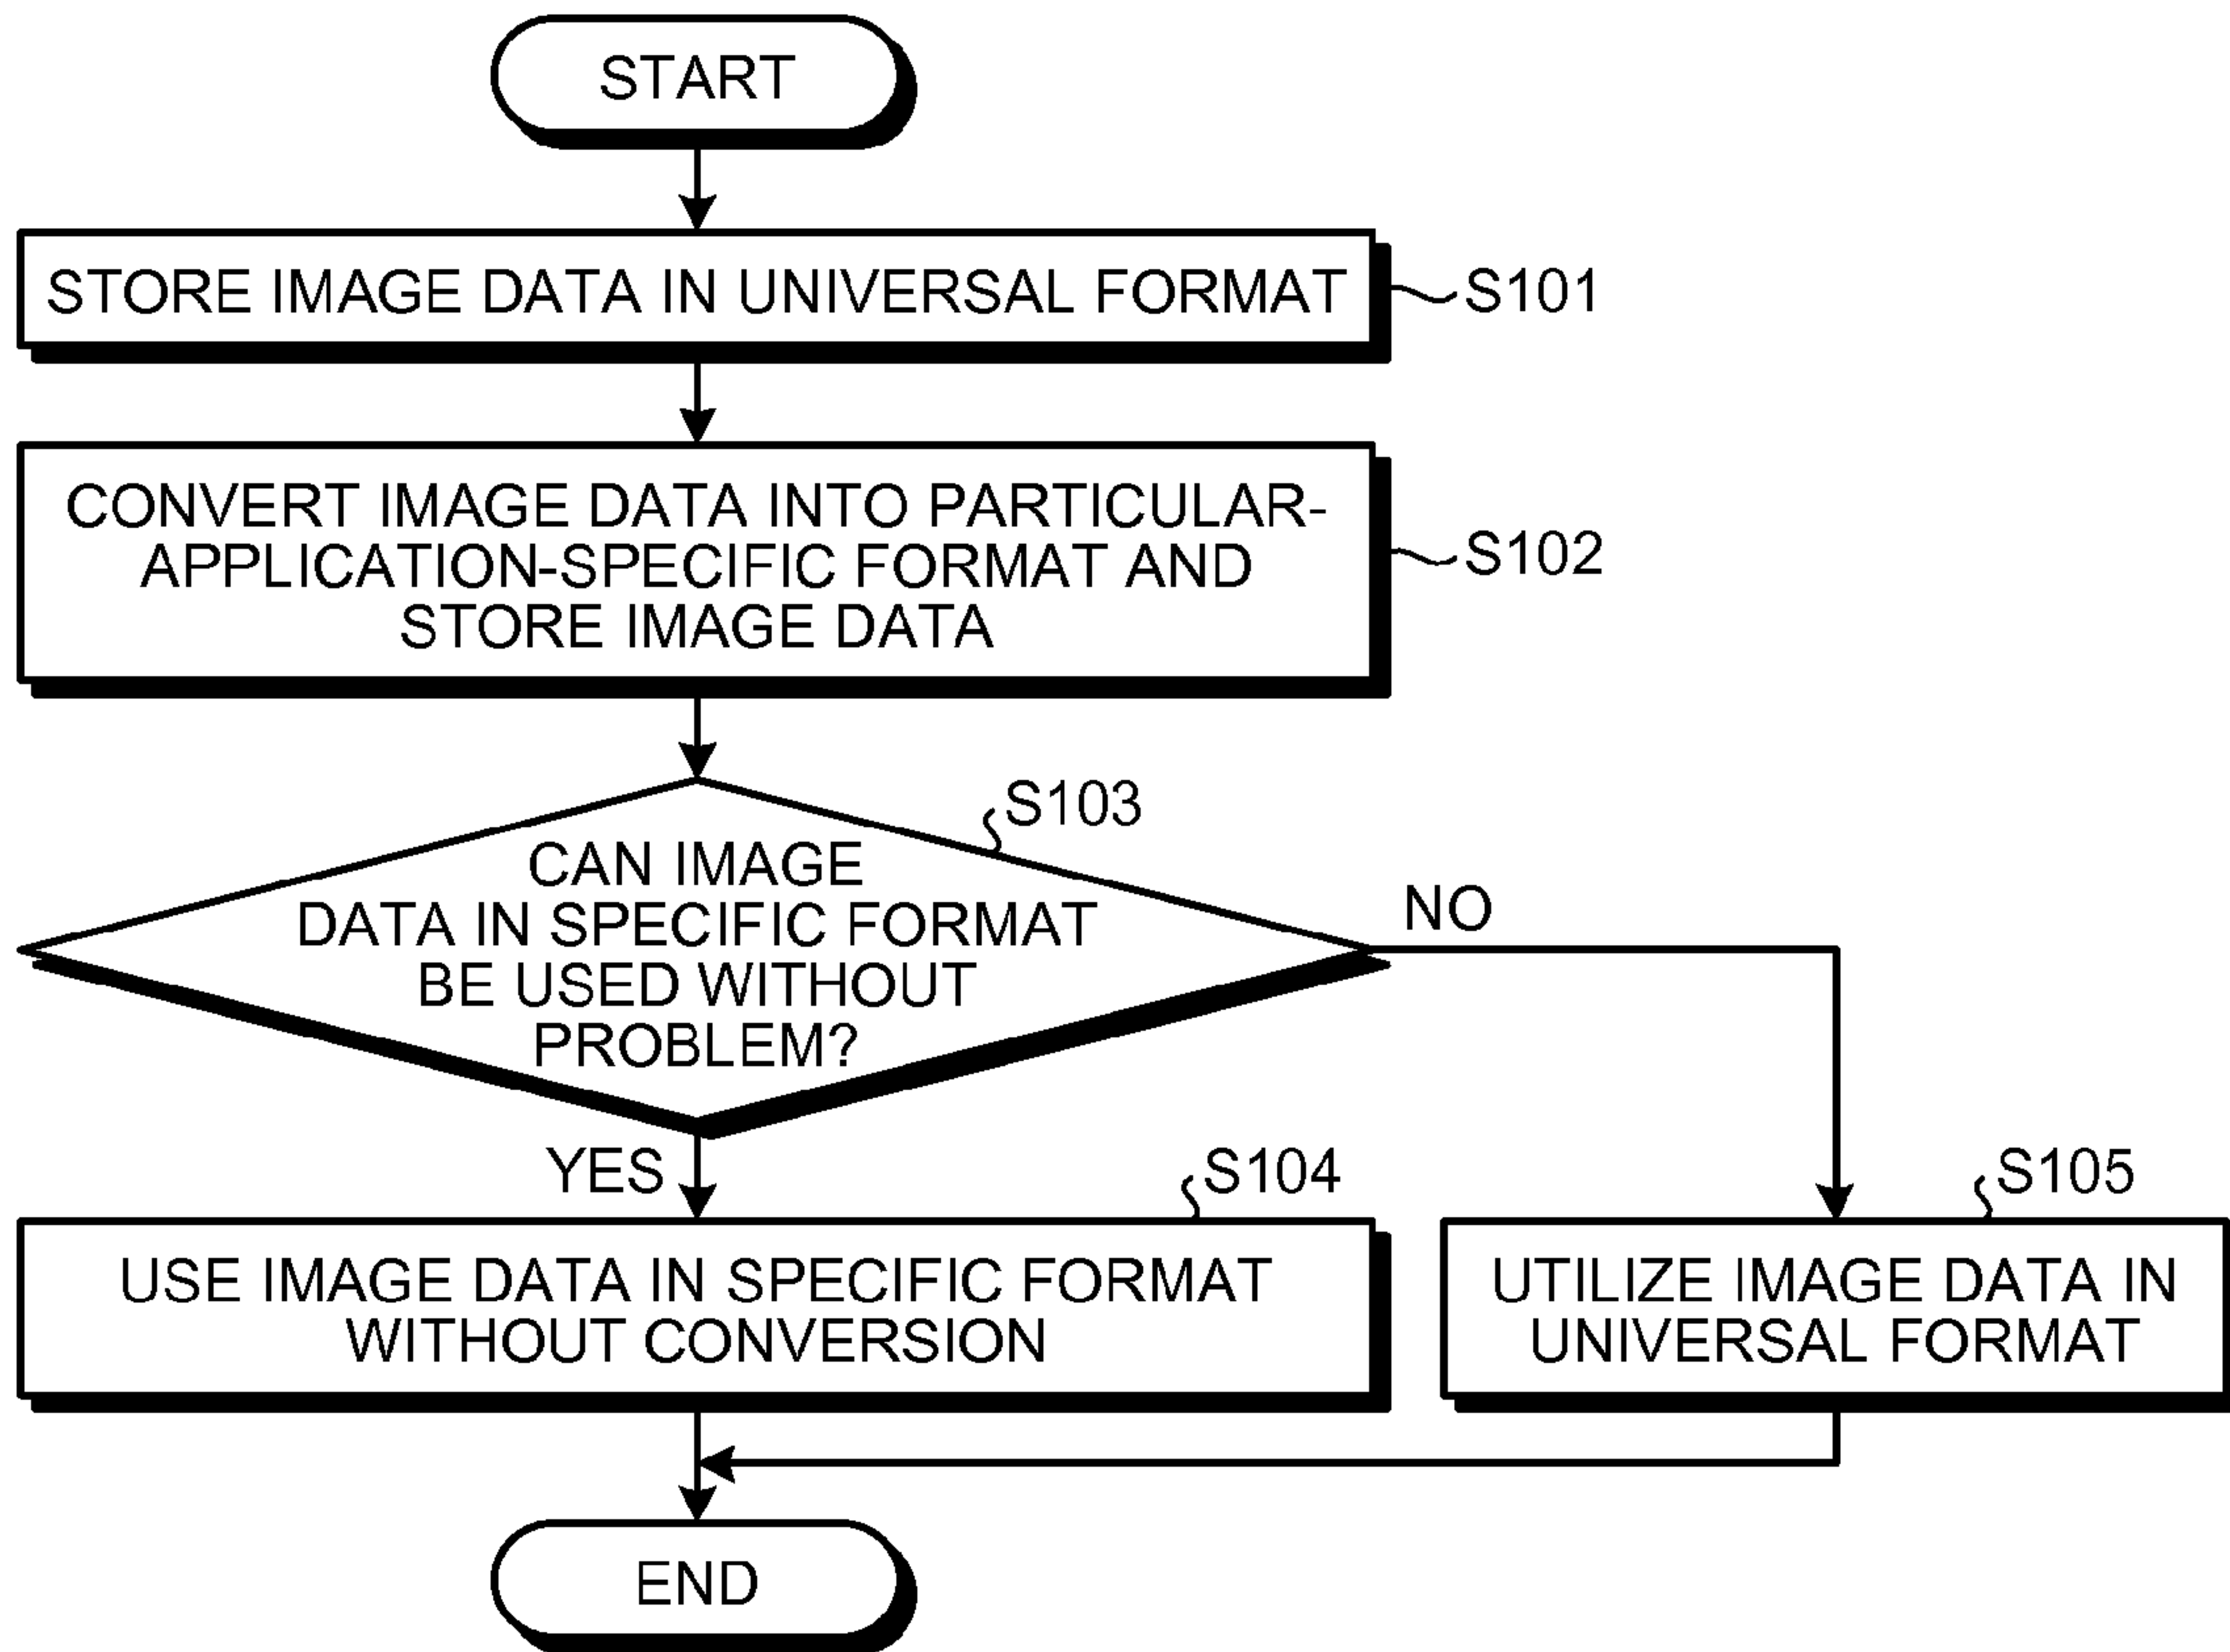 START
STORE IMAGE DATA IN UNIVERSAL FORMAT
S101
CONVERT IMAGE DATA INTO PARTICULAR-
APPLICATION-SPECIFIC FORMAT AND
STORE IMAGE DATA
S102
S103
CAN IMAGE
DATA IN SPECIFIC FORMAT
BE USED WITHOUT
PROBLEM?
NO
YES
S104
USE IMAGE DATA IN SPECIFIC FORMAT
WITHOUT CONVERSION
S105
UTILIZE IMAGE DATA IN
UNIVERSAL FORMAT
END